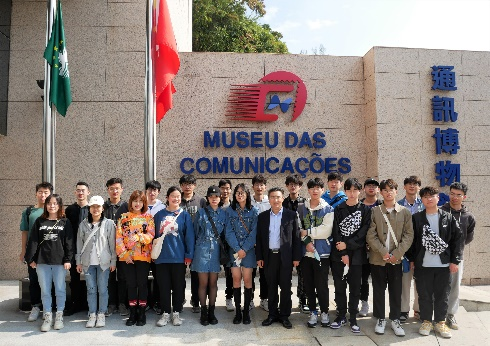 MUSEU DAS
COMUNICAÇÕES
通訊博物